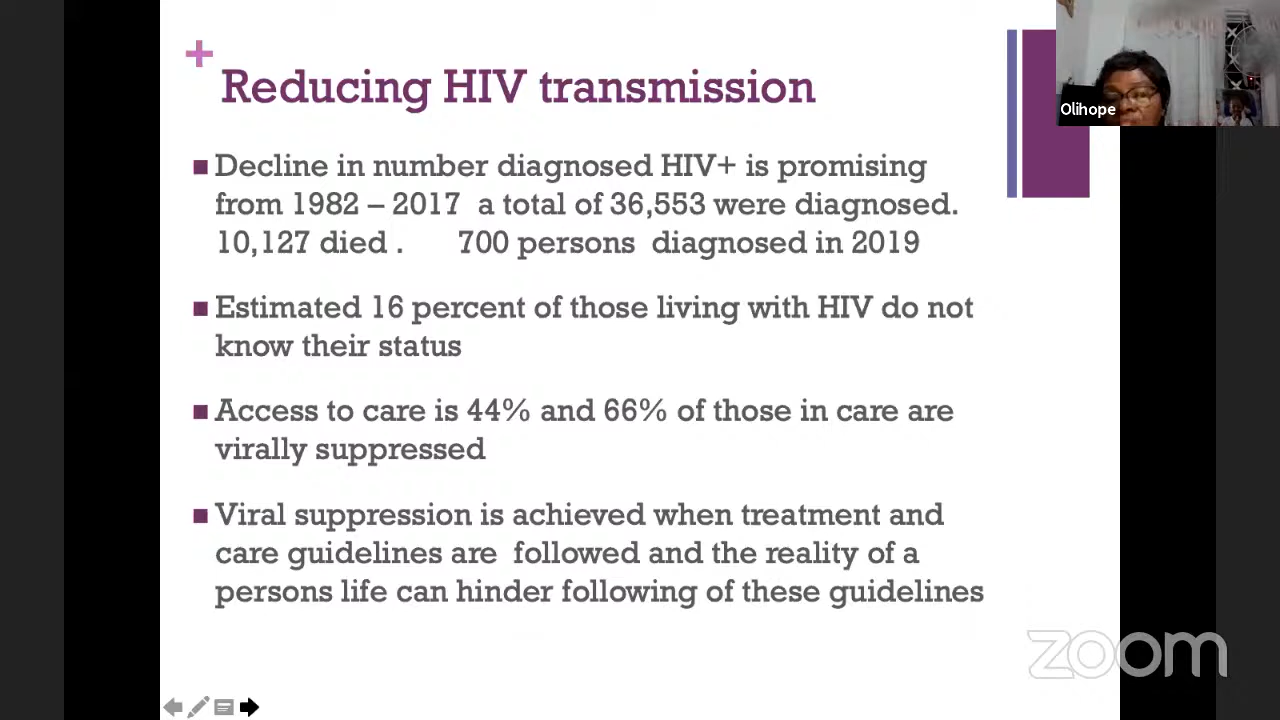 Reducing HIV transmission
Decline in number diagnosed HIV+ is promising
from 1982 – 2017 a total of 36,553 were diagnosed.
10,127 died . 700 persons diagnosed in 2019
Estimated 16 percent of those living with HIV do not
know their status
Access to care is 44% and 66% of those in care are
virally suppressed
Viral suppression is achieved when treatment and
care guidelines are followed and the reality of a
persons life can hinder following of these guidelines
Olihope
zoom